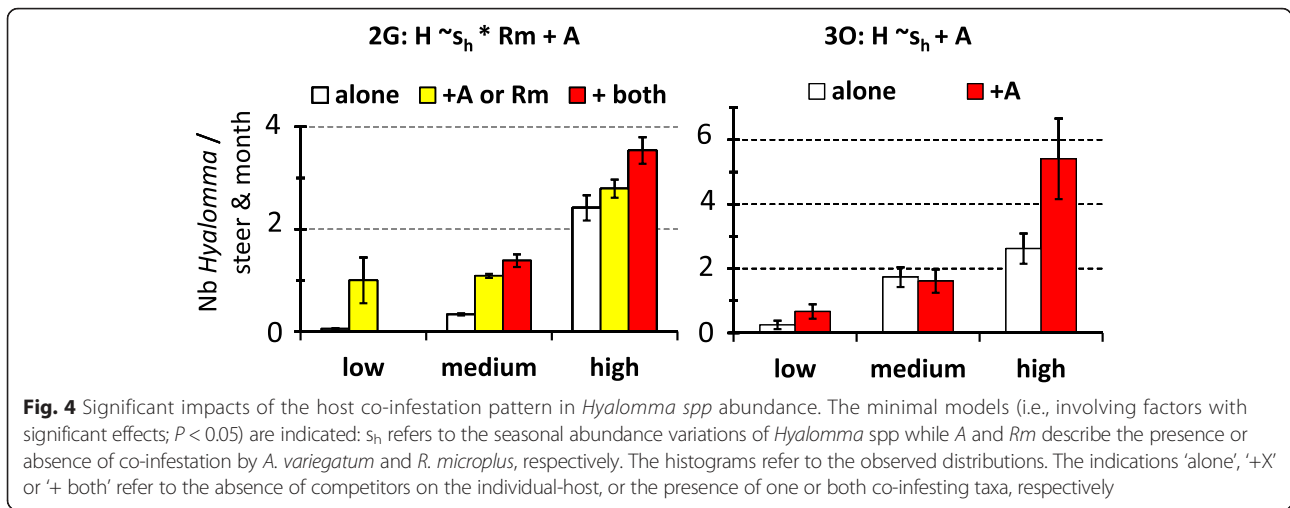 2G: H ~sh * Rm + A
3O: H ~sh + A
alone +A or Rm + both
alone +A
Nb Hyalomma /
steer & month
4
2
0
low medium high
6
4
2
0
low medium high
Fig. 4 Significant impacts of the host co-infestation pattern in Hyalomma spp abundance. The minimal models (i.e., involving factors with
significant effects; P < 0.05) are indicated: sh refers to the seasonal abundance variations of Hyalomma spp while A and Rm describe the presence or
absence of co-infestation by A. variegatum and R. microplus, respectively. The histograms refer to the observed distributions. The indications ‘alone’, ‘+X’
or ‘+ both’ refer to the absence of competitors on the individual-host, or the presence of one or both co-infesting taxa, respectively